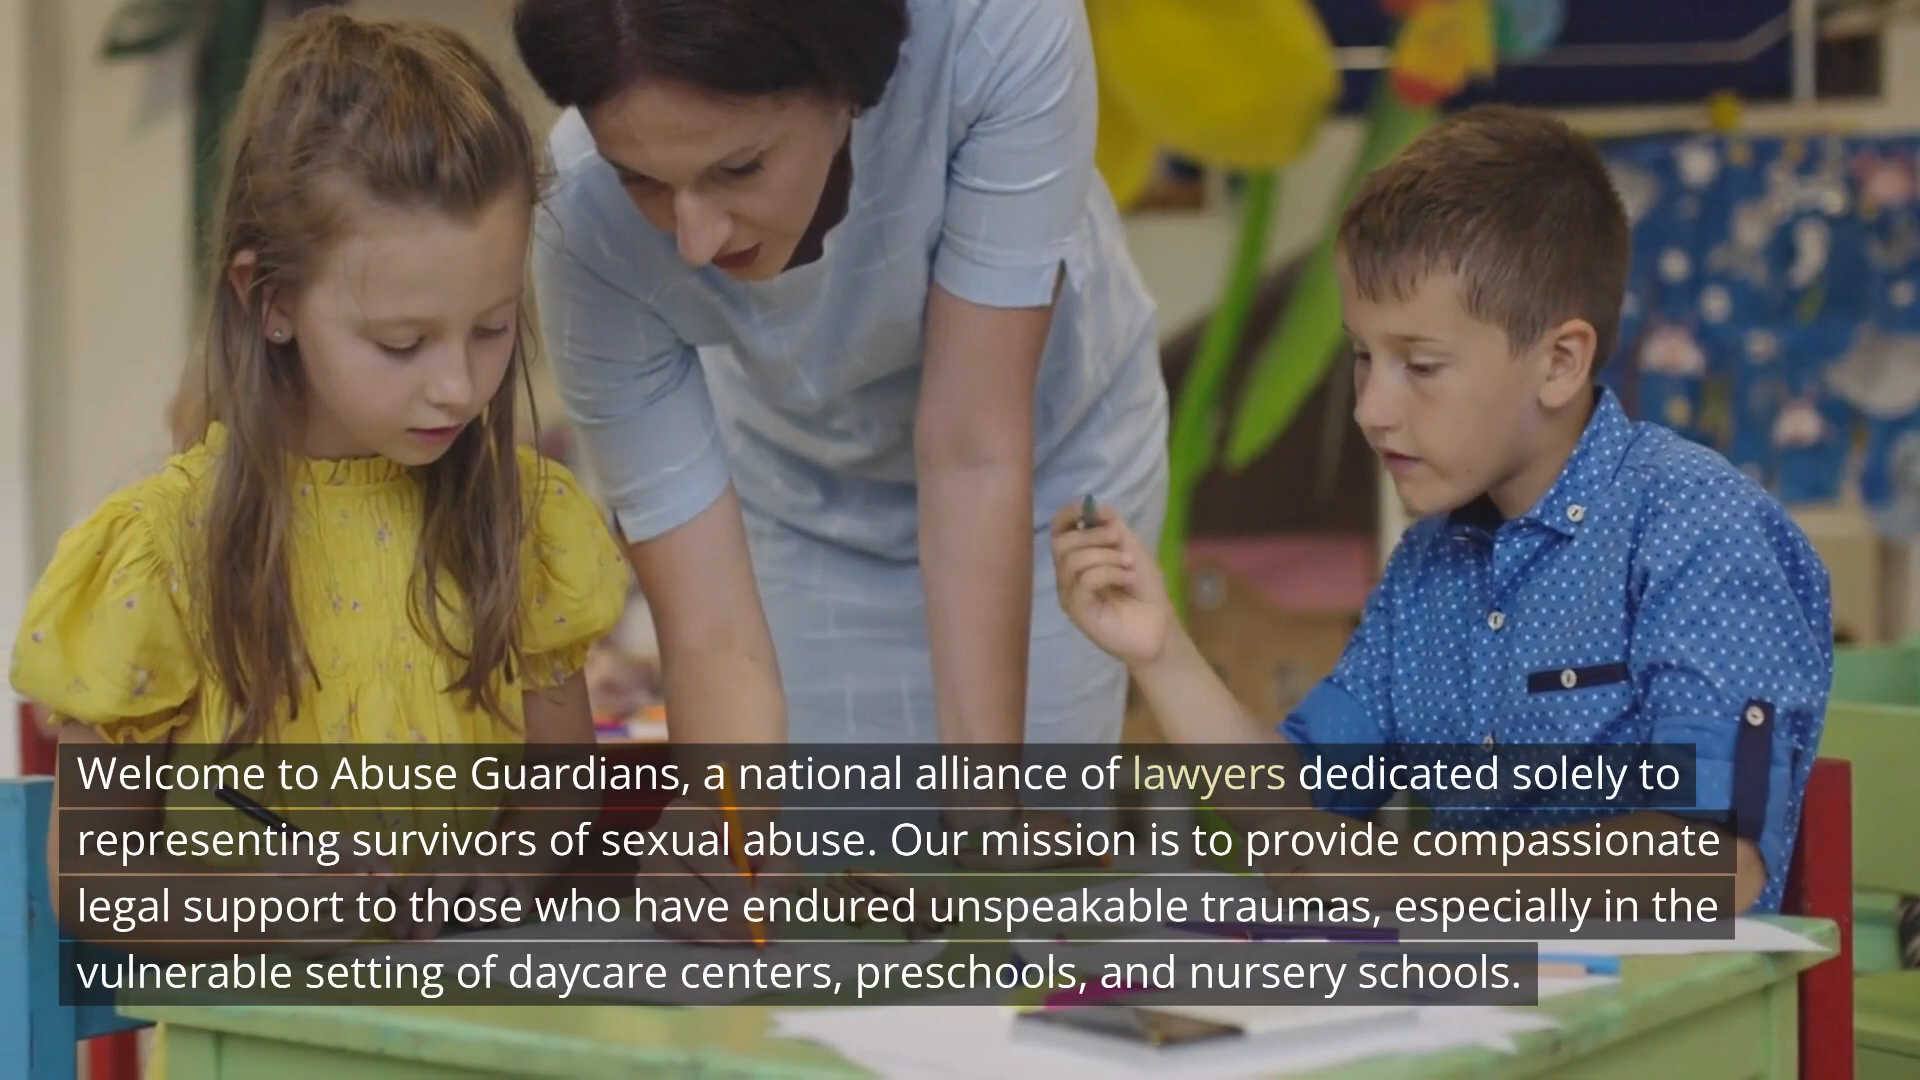 Welcome to Abuse Guardians, a national alliance of lawyers dedicated solely to
representing survivors of sexual abuse. Our mission is to provide compassionate
legal support to those who have endured unspeakable traumas, especially in the
vulnerable setting of daycare centers, preschools, and nursery schools.